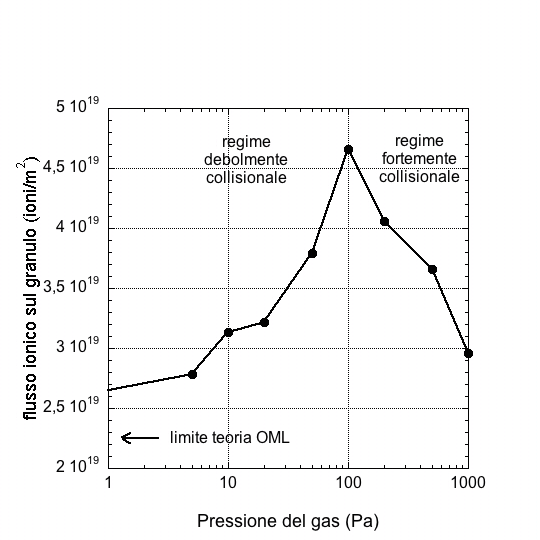 5 10^19
4,5 10^19
4 10^19
3,5 10^19
3 10^19
2,5 10^19
2 10^19
flusso ionico sul granulo (ioni/m^2)
regime
debolmente
collisionale
regime
fortemente
collisionale
limite teoria OML
1
10
100
1000
Pressione del gas (Pa)